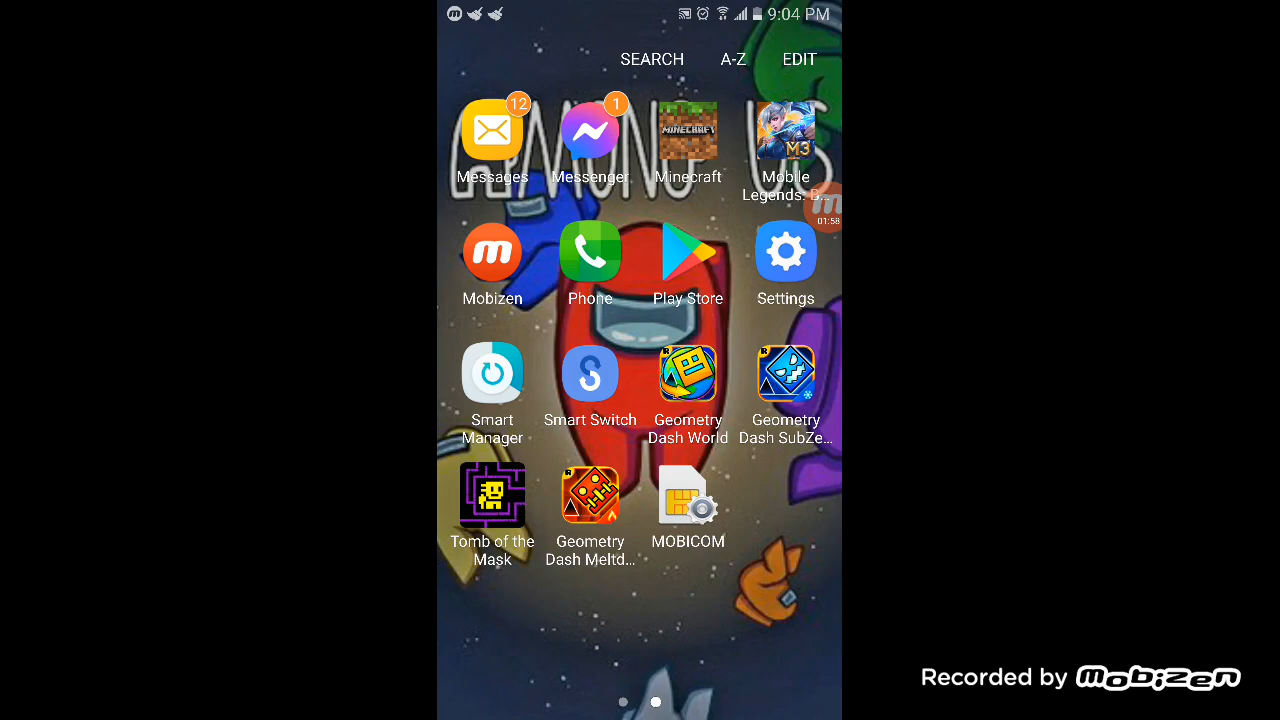 9:04 PM
SEARCH A-Z EDIT
AMONG US
12
1
MINECRAFT
M3
Messages
Messenger
Minecraft
Mobile
Legends: B...
01:58
Mobizen
Phone
Play Store
Settings
Smart
Manager
Smart Switch
Geometry
Dash World
Geometry
Dash SubZe...
Tomb of the
Mask
Geometry
Dash Meltd...
MOBICOM
Recorded by mobizen